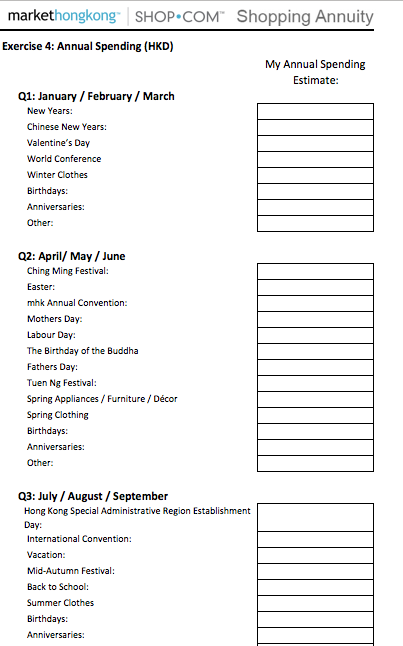 markethongkong™ | SHOP•COM™ Shopping Annuity
Exercise 4: Annual Spending (HKD)
My Annual Spending
Estimate:
Q1: January / February / March
New Years:
Chinese New Years:
Valentine's Day
World Conference
Winter Clothes
Birthdays:
Anniversaries:
Other:
Q2: April/ May / June
Ching Ming Festival:
Easter:
mhk Annual Convention:
Mothers Day:
Labour Day:
The Birthday of the Buddha
Fathers Day:
Tuen Ng Festival:
Spring Appliances / Furniture / Décor
Spring Clothing
Birthdays:
Anniversaries:
Other:
Q3: July / August / September
Hong Kong Special Administrative Region Establishment
Day:
International Convention:
Vacation:
Mid-Autumn Festival:
Back to School:
Summer Clothes
Birthdays:
Anniversaries: